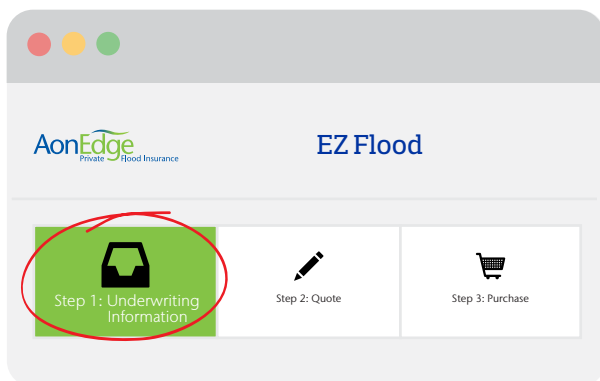 AonEdge
Private Flood Insurance
EZ Flood
Step 1: Underwriting
Information
Step 2: Quote
Step 3: Purchase